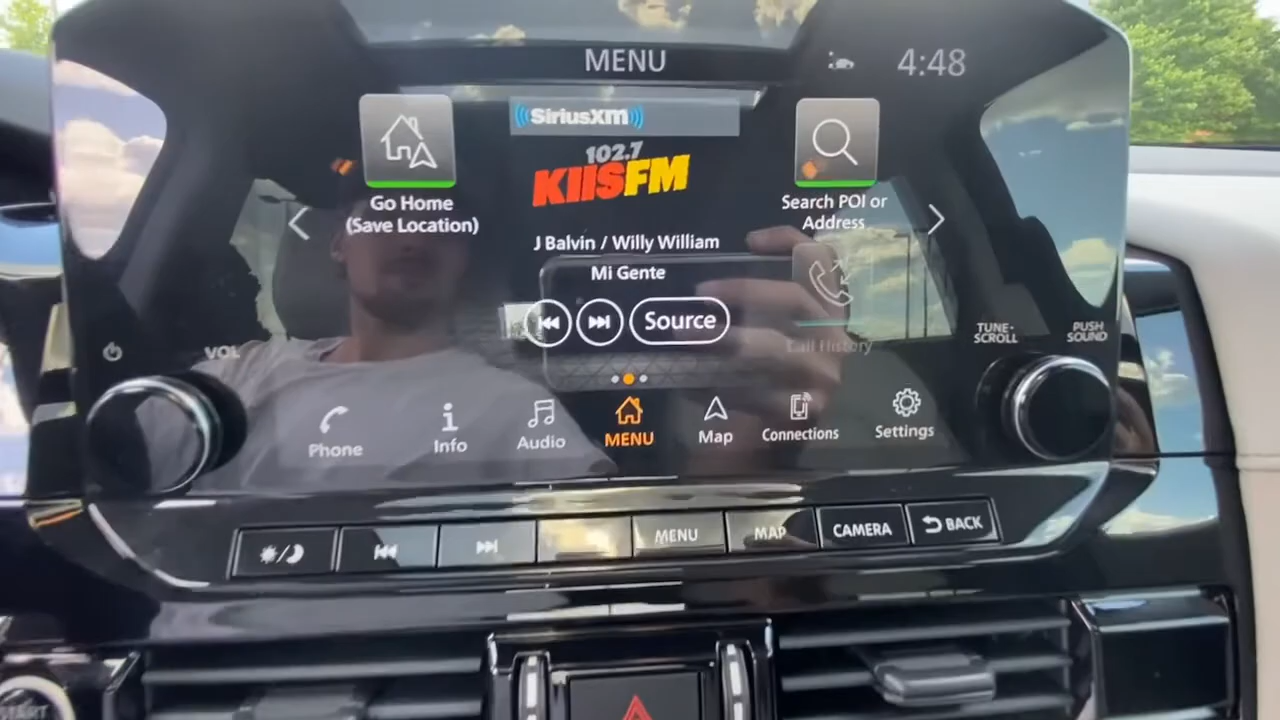 MENU
4:48
SiriusXM
102.7
KIIS FM
Go Home
(Save Location)
Search POI or
Address
J Balvin / Willy William
Mi Gente
Source
Call History
VOL
TUNE-
SCROLL
PUSH
SOUND
Phone
Info
Audio
MENU
Map
Connections
Settings
MENU
MAP
CAMERA
BACK